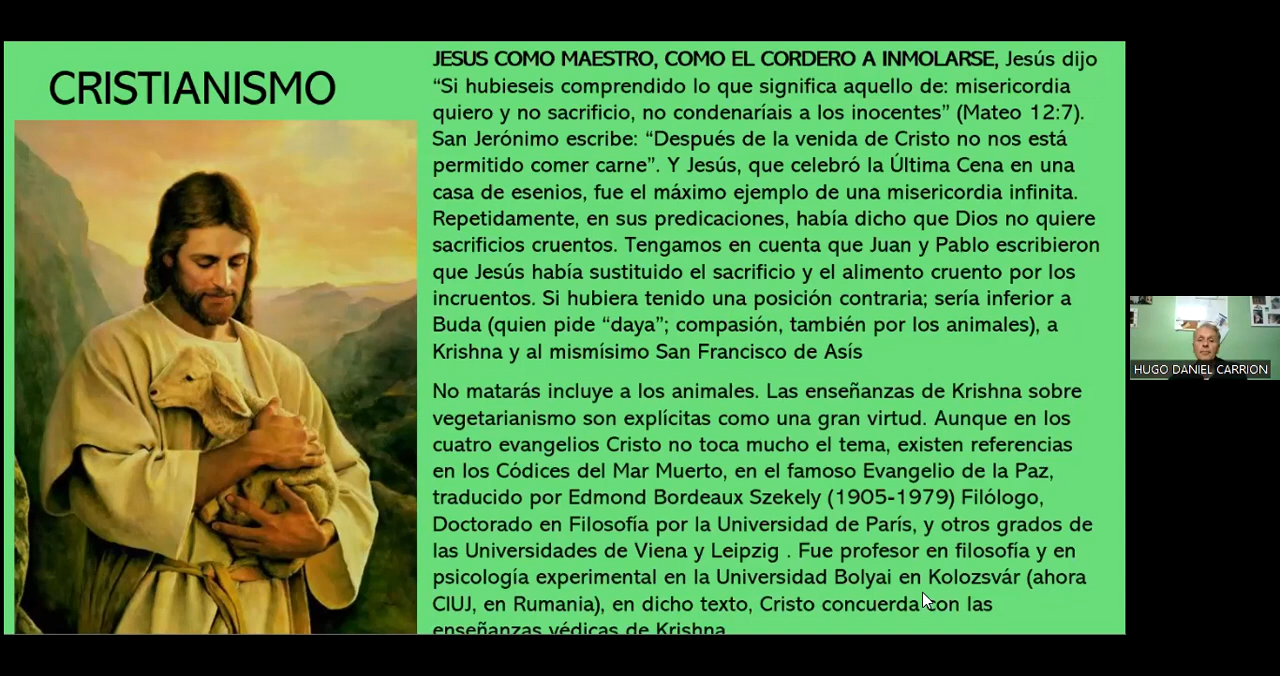 CRISTIANISMO
JESUS COMO MAESTRO, COMO EL CORDERO A INMOLARSE, Jesús dijo
“Si hubieseis comprendido lo que significa aquello de: misericordia
quiero y no sacrificio, no condenaríais a los inocentes” (Mateo 12:7).
San Jerónimo escribe: “Después de la venida de Cristo no nos está
permitido comer carne”. Y Jesús, que celebró la Última Cena en una
casa de esenios, fue el máximo ejemplo de una misericordia infinita.
Repetidamente, en sus predicaciones, había dicho que Dios no quiere
sacrificios cruentos. Tengamos en cuenta que Juan y Pablo escribieron
que Jesús había sustituido el sacrificio y el alimento cruento por los
incruentos. Si hubiera tenido una posición contraria; sería inferior a
Buda (quien pide “daya”; compasión, también por los animales), a
Krishna y al mismísimo San Francisco de Asís
No matarás incluye a los animales. Las enseñanzas de Krishna sobre
vegetarianismo son explícitas como una gran virtud. Aunque en los
cuatro evangelios Cristo no toca mucho el tema, existen referencias
en los Códices del Mar Muerto, en el famoso Evangelio de la Paz,
traducido por Edmond Bordeaux Szekely (1905-1979) Filólogo,
Doctorado en Filosofía por la Universidad de París, y otros grados de
las Universidades de Viena y Leipzig . Fue profesor en filosofía y en
psicología experimental en la Universidad Bolyai en Kolozsvár (ahora
ClUJ, en Rumania), en dicho texto, Cristo concuerda con las
enseñanzas védicas de Krishna
HUGO DANIEL CARRION